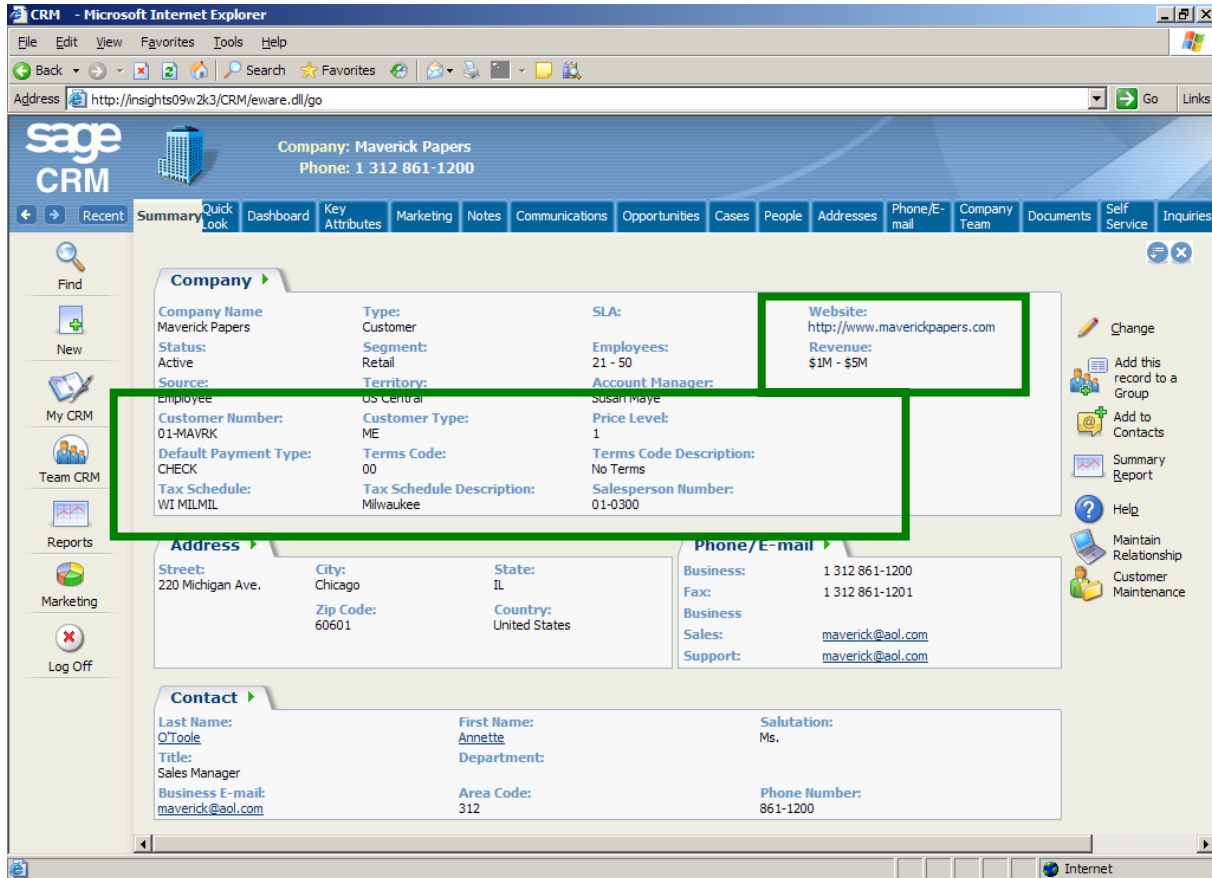 CRM - Microsoft Internet Explorer
File Edit View Favorites Tools Help
Back Search Favorites
Address http://insights09w2k3/CRM/eware.dll/go Go Links
sage CRM
Company: Maverick Papers
Phone: 1 312 861-1200
Recent Summary Quick Look Dashboard Key Attributes Marketing Notes Communications Opportunities Cases People Addresses Phone/E-mail Company Team Documents Self Service Inquiries
Find
New
My CRM
Team CRM
Reports
Marketing
Log Off
Company
Company Name Type: SLA: Website:
Maverick Papers Customer http://www.maverickpapers.com
Status: Segment: Employees: Revenue:
Active Retail 21 - 50 $1M - $5M
Source: Territory: Account Manager:
Employee US Central Susan Maye
Customer Number: Customer Type: Price Level:
01-MAVRK ME 1
Default Payment Type: Terms Code: Terms Code Description:
CHECK 00 No Terms
Tax Schedule: Tax Schedule Description: Salesperson Number:
WI MILMIL Milwaukee 01-0300
Address
Street: City: State:
220 Michigan Ave. Chicago IL
Zip Code: Country:
60601 United States
Phone/E-mail
Business: 1 312 861-1200
Fax: 1 312 861-1201
Business
Sales: maverick@aol.com
Support: maverick@aol.com
Contact
Last Name: First Name: Salutation:
O'Toole Annette Ms.
Title: Department:
Sales Manager
Business E-mail: Area Code: Phone Number:
maverick@aol.com 312 861-1200
Change
Add this record to a Group
Add to Contacts
Summary Report
Help
Maintain Relationship
Customer Maintenance
Internet